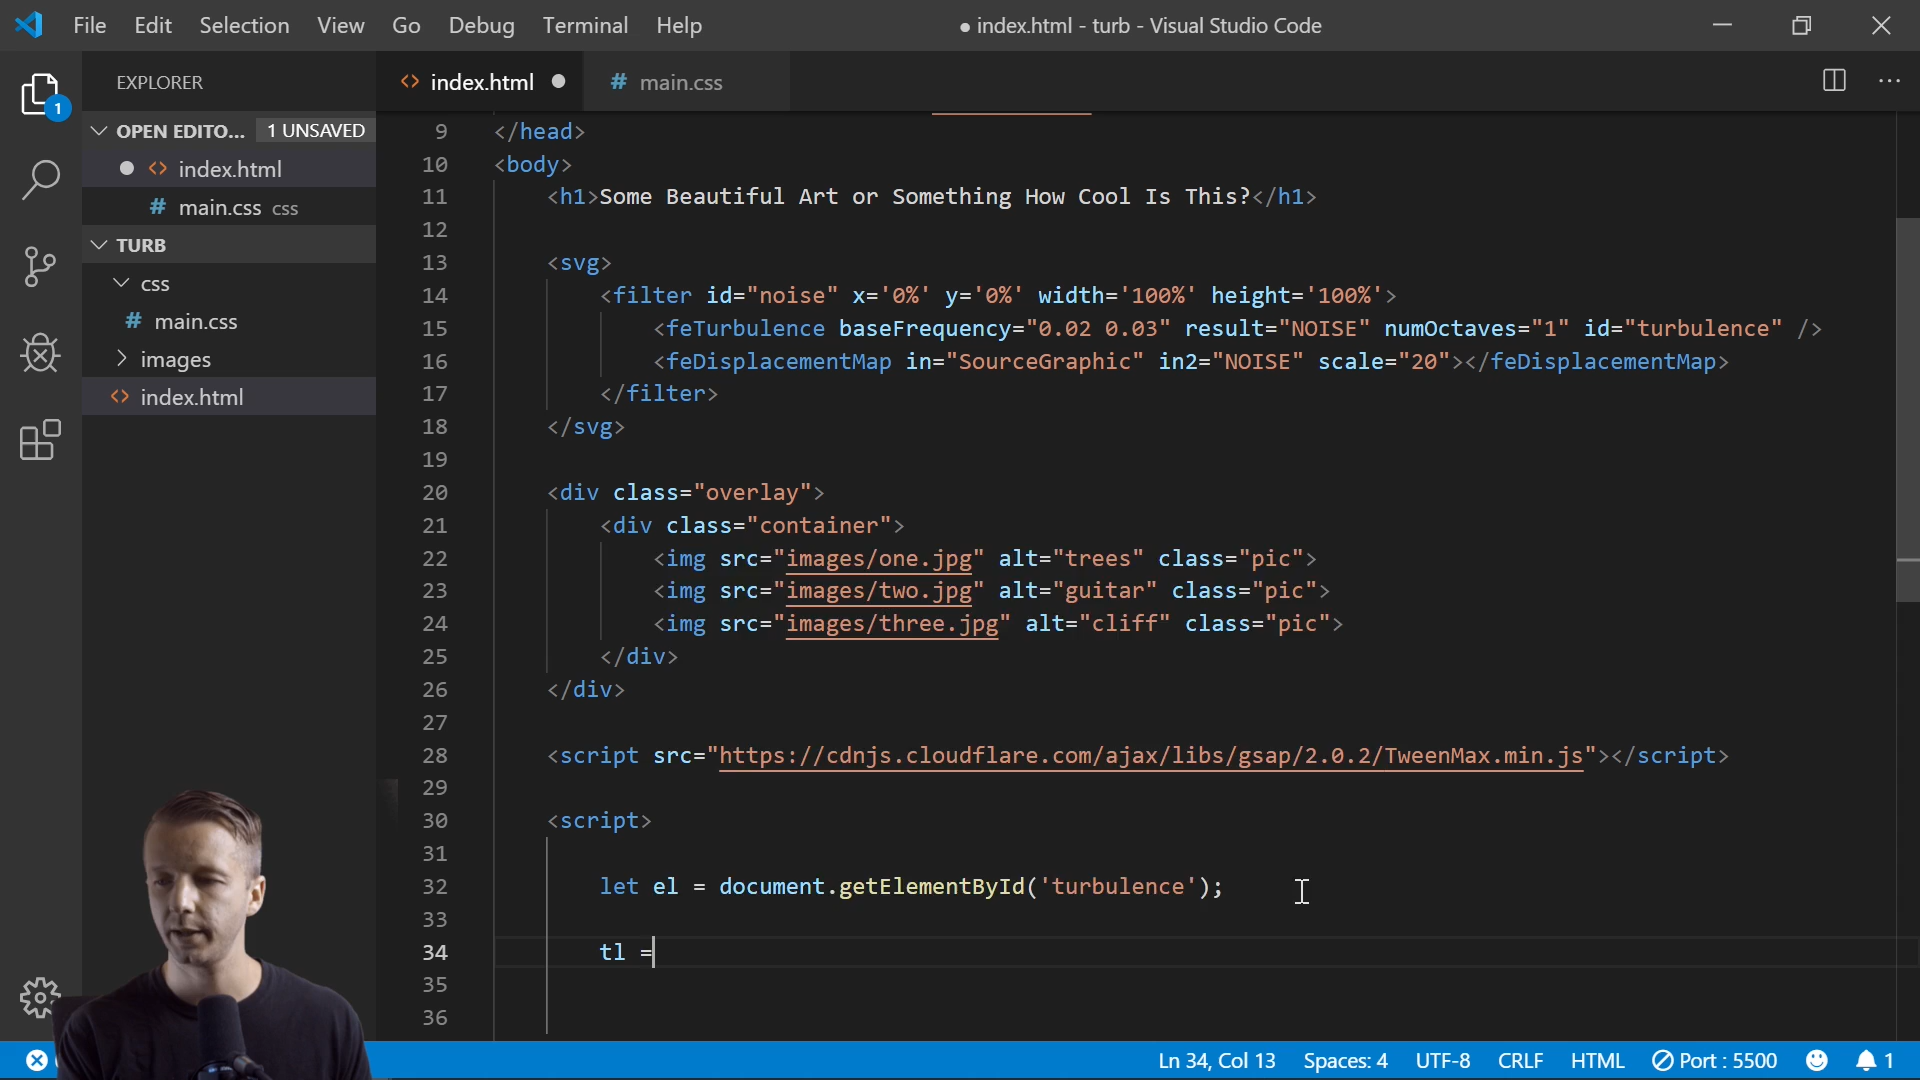 File Edit Selection View Go Debug Terminal Help
● index.html - turb - Visual Studio Code
EXPLORER
index.html
# main.css
OPEN EDITO... 1 UNSAVED
index.html
# main.css css
TURB
css
# main.css
images
index.html
1
9 </head>
10 <body>
11 <h1>Some Beautiful Art or Something How Cool Is This?</h1>
12
13 <svg>
14 <filter id="noise" x='0%' y='0%' width='100%' height='100%'>
15 <feTurbulence baseFrequency="0.02 0.03" result="NOISE" numOctaves="1" id="turbulence" />
16 <feDisplacementMap in="SourceGraphic" in2="NOISE" scale="20"></feDisplacementMap>
17 </filter>
18 </svg>
19
20 <div class="overlay">
21 <div class="container">
22 <img src="images/one.jpg" alt="trees" class="pic">
23 <img src="images/two.jpg" alt="guitar" class="pic">
24 <img src="images/three.jpg" alt="cliff" class="pic">
25 </div>
26 </div>
27
28 <script src="https://cdnjs.cloudflare.com/ajax/libs/gsap/2.0.2/TweenMax.min.js"></script>
29
30 <script>
31
32 let el = document.getElementById('turbulence');
33
34 tl =
35
36
Ln 34, Col 13 Spaces: 4 UTF-8 CRLF HTML Port : 5500 1